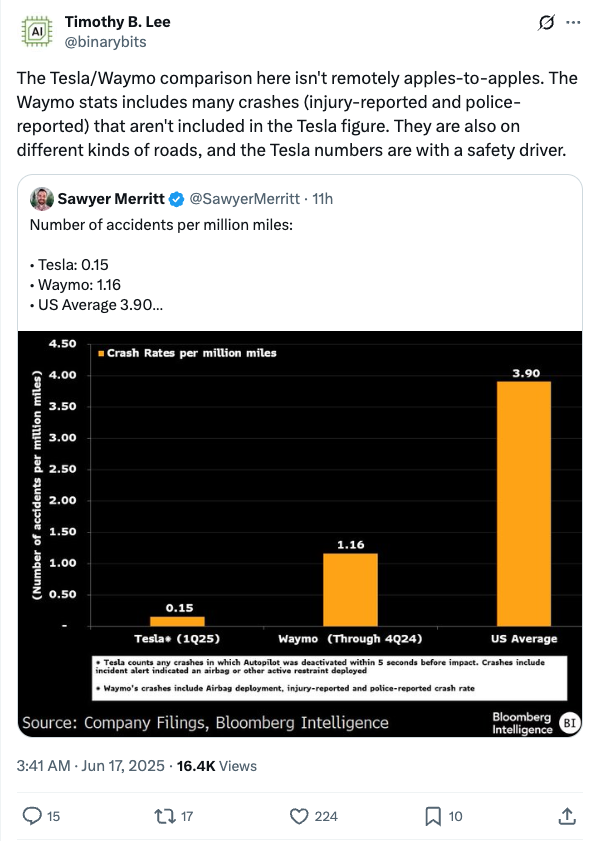 AI
Timothy B. Lee
@binarybits
The Tesla/Waymo comparison here isn't remotely apples-to-apples. The
Waymo stats includes many crashes (injury-reported and police-
reported) that aren't included in the Tesla figure. They are also on
different kinds of roads, and the Tesla numbers are with a safety driver.
Sawyer Merritt @SawyerMerritt · 11h
Number of accidents per million miles:
• Tesla: 0.15
• Waymo: 1.16
• US Average 3.90...
Crash Rates per million miles
(Number of accidents per million miles)
4.50
4.00
3.50
3.00
2.50
2.00
1.50
1.00
0.50
-
0.15
1.16
3.90
Tesla* (1Q25)
Waymo (Through 4Q24)
US Average
* Tesla counts any crashes in which Autopilot was deactivated within 5 seconds before impact. Crashes include
incident alert indicated an airbag or other active restraint deployed
* Waymo's crashes include Airbag deployment, injury-reported and police-reported crash rate
Source: Company Filings, Bloomberg Intelligence
Bloomberg
Intelligence
BI
3:41 AM · Jun 17, 2025 · 16.4K Views
15
17
224
10